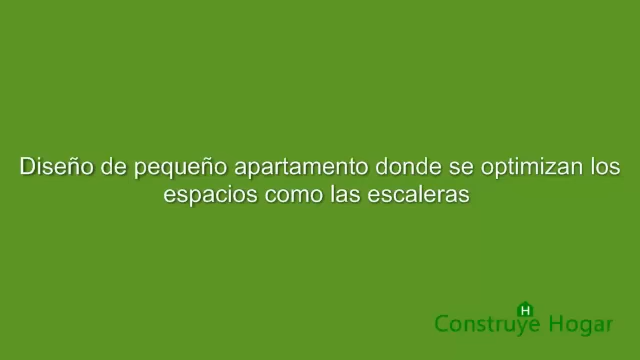 Diseño de pequeño apartamento donde se optimizan los
espacios como las escaleras
H
Construye Hogar